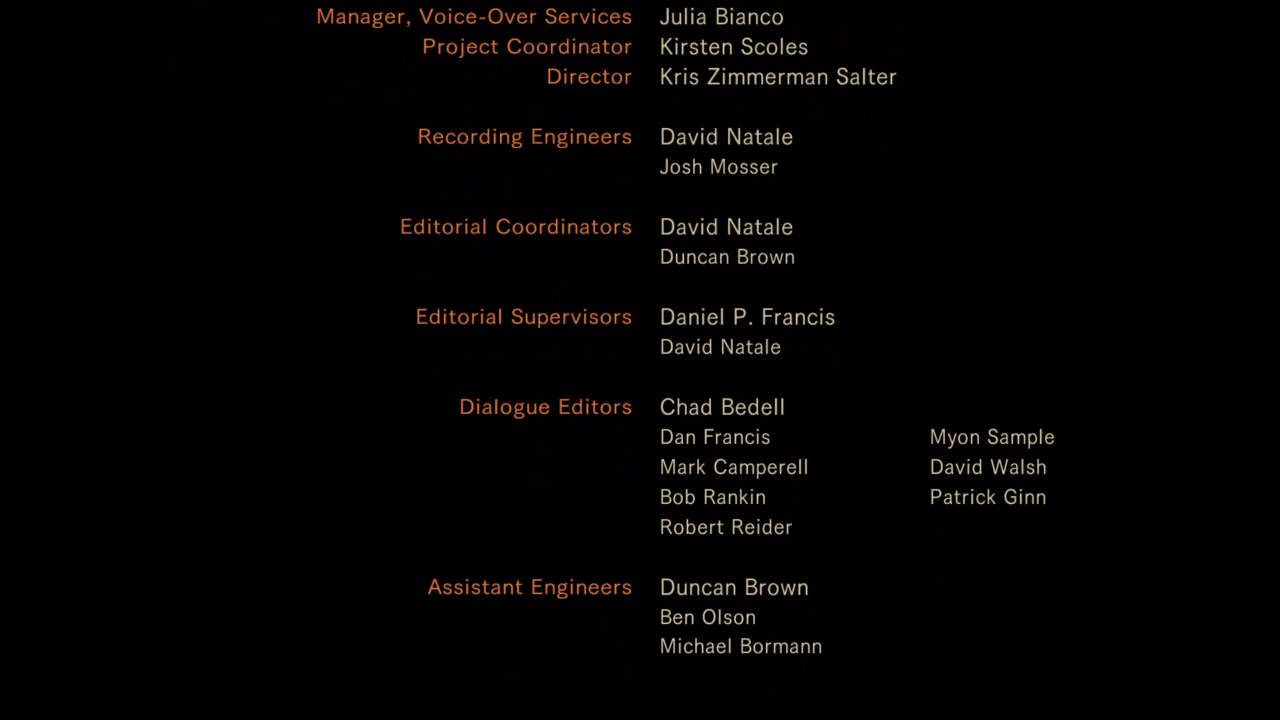 Manager, Voice-Over Services Julia Bianco
Project Coordinator Kirsten Scoles
Director Kris Zimmerman Salter
Recording Engineers David Natale
Josh Mosser
Editorial Coordinators David Natale
Duncan Brown
Editorial Supervisors Daniel P. Francis
David Natale
Dialogue Editors Chad Bedell
Dan Francis Myon Sample
Mark Camperell David Walsh
Bob Rankin Patrick Ginn
Robert Reider
Assistant Engineers Duncan Brown
Ben Olson
Michael Bormann